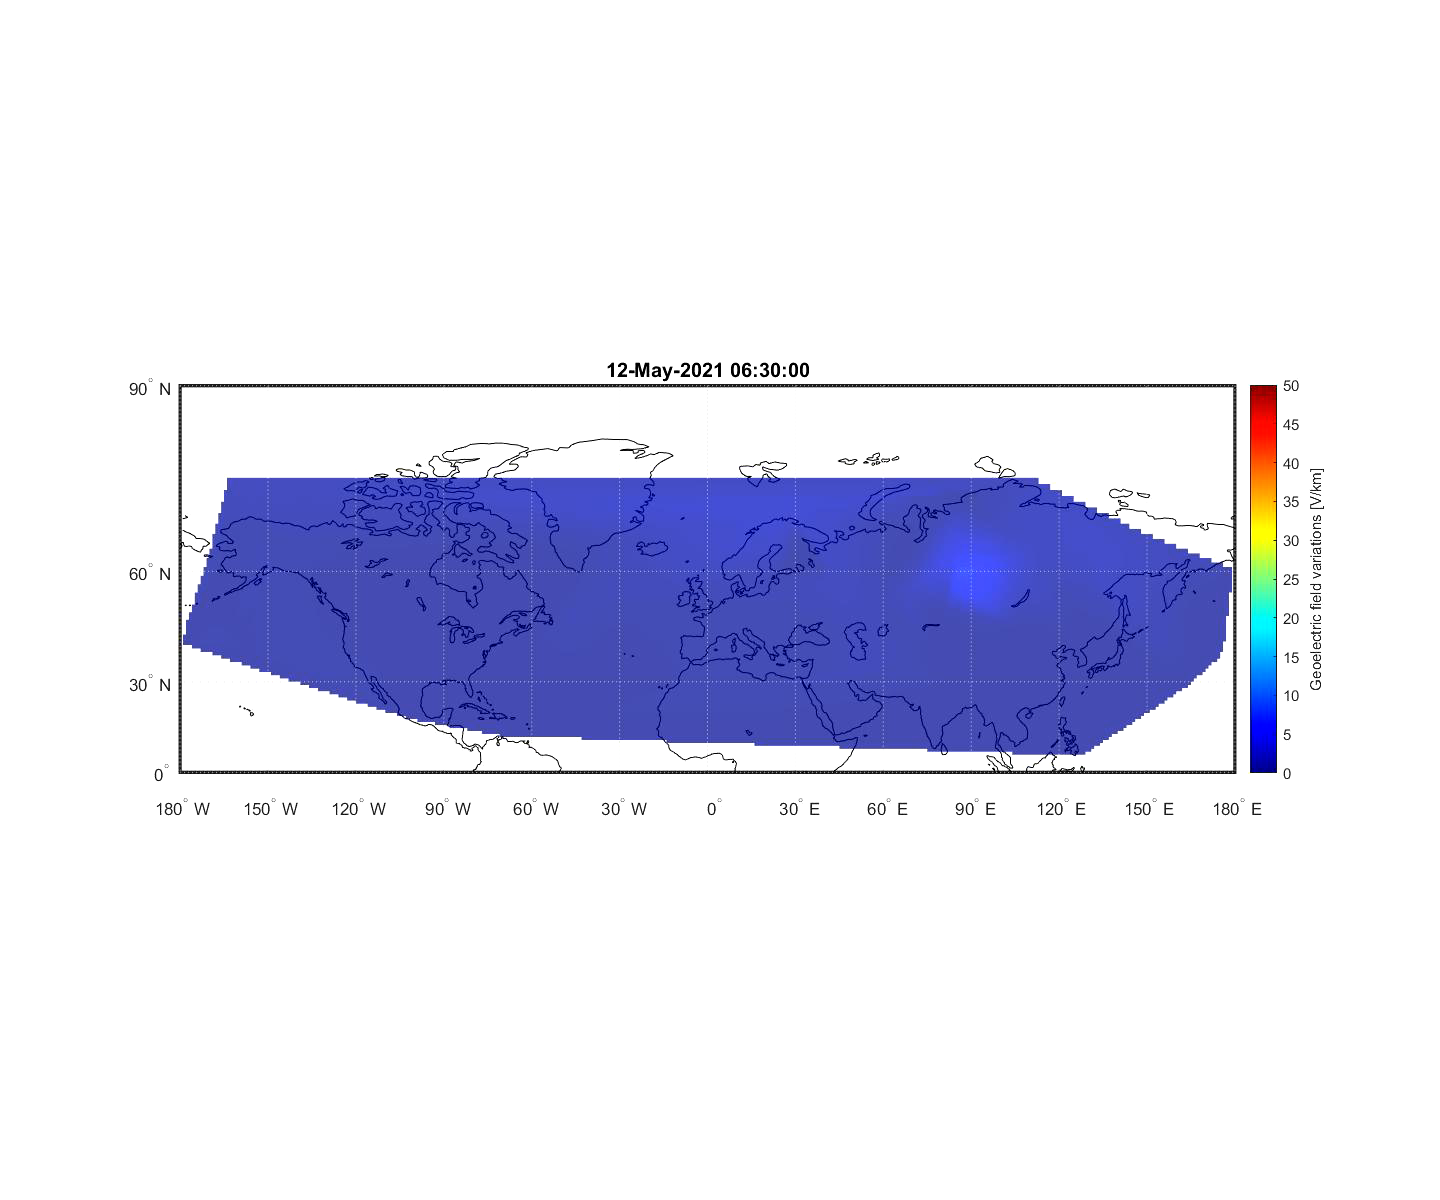 12-May-2021 06:30:00
90° N
60° N
30° N
0°
180° W
150° W
120° W
90° W
60° W
30° W
0°
30° E
60° E
90° E
120° E
150° E
180° E
50
45
40
35
30
25
20
15
10
5
0
Geoelectric field variations [V/km]